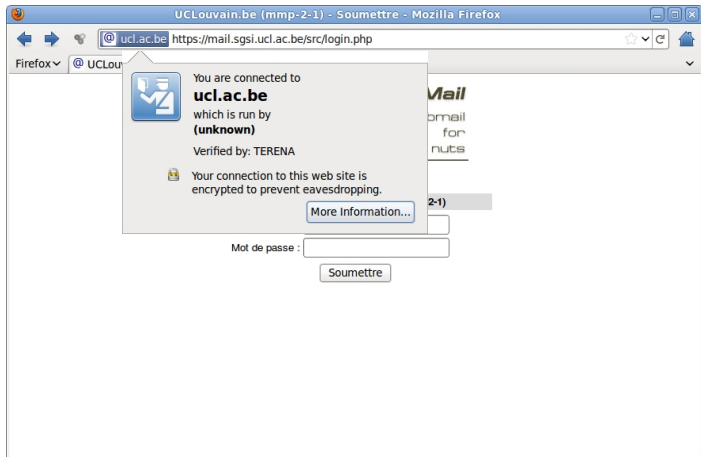 UCLouvain.be (mmp-2-1) - Soumettre - Mozilla Firefox
ucl.ac.be https://mail.sgsi.ucl.ac.be/src/login.php
Firefox @ UCLouv
You are connected to
ucl.ac.be
which is run by
(unknown)
Verified by: TERENA
Your connection to this web site is
encrypted to prevent eavesdropping.
More Information...
Mail
for
nuts
2-1)
Mot de passe :
Soumettre